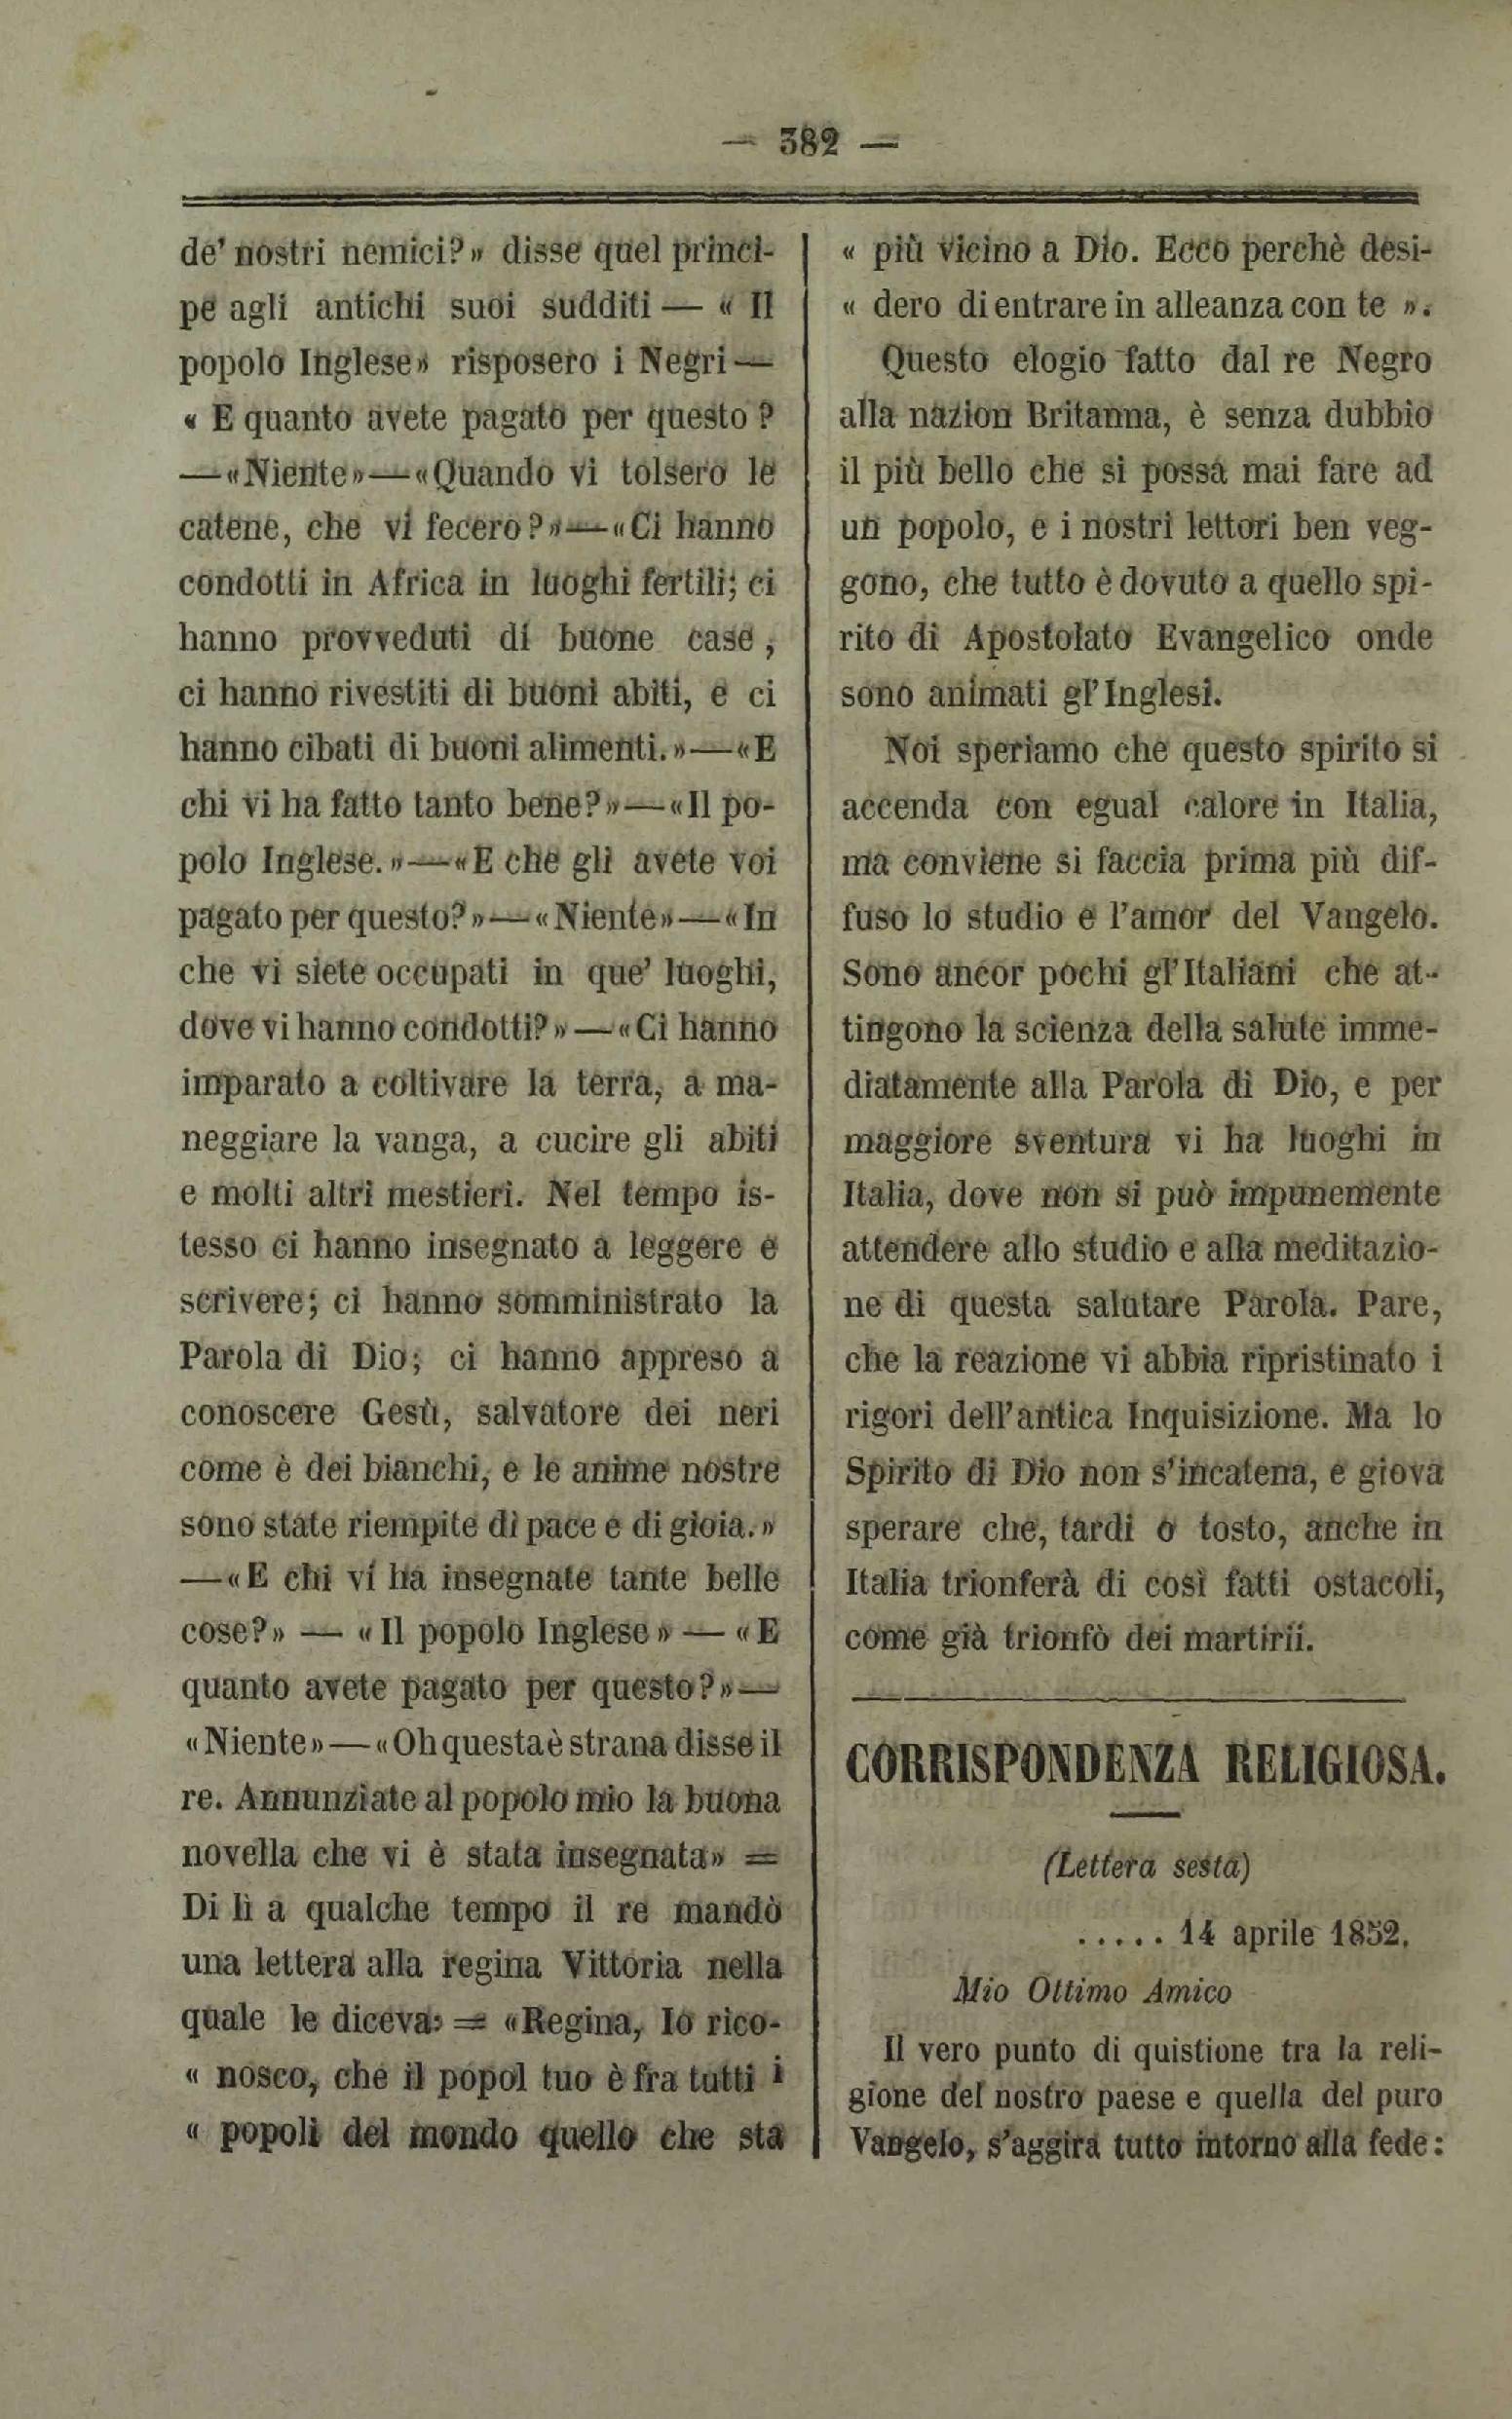 — 382 —
de' nostri nemici?» disse quel princi-
pe agli antichi suoi sudditi — « Il
popolo Inglese» risposero i Negri —
« E quanto avete pagato per questo ?
—«Niente»—«Quando vi tolsero le
catene, che vi fecero?»—«Ci hanno
condotti in Africa in luoghi fertili; ci
hanno provveduti di buone case ,
ci hanno rivestiti di buoni abiti, e ci
hanno cibati di buoni alimenti.»—«E
chi vi ha fatto tanto bene?»—«Il po-
polo Inglese.»—«E che gli avete voi
pagato per questo?»—«Niente»—«In
che vi siete occupati in que' luoghi,
dove vi hanno condotti?»—«Ci hanno
imparato a coltivare la terra, a ma-
neggiare la vanga, a cucire gli abiti
e molti altri mestieri. Nel tempo is-
tesso ci hanno insegnato a leggere e
scrivere; ci hanno somministrato la
Parola di Dio; ci hanno appreso a
conoscere Gesù, salvatore dei neri
come è dei bianchi, e le anime nostre
sono state riempite di pace e di gioia.»
—«E chi vi ha insegnate tante belle
cose?» — «Il popolo Inglese» — «E
quanto avete pagato per questo?»—
«Niente»—«Oh questa è strana disse il
re. Annunziate al popolo mio la buona
novella che vi è stata insegnata» =
Di lì a qualche tempo il re mandò
una lettera alla regina Vittoria nella
quale le diceva: = «Regina, Io rico-
« nosco, che il popol tuo è fra tutti i
« popoli del mondo quello che sta
« più vicino a Dio. Ecco perchè desi-
« dero di entrare in alleanza con te ».
Questo elogio fatto dal re Negro
alla nazion Britanna, è senza dubbio
il più bello che si possa mai fare ad
un popolo, e i nostri lettori ben veg-
gono, che tutto è dovuto a quello spi-
rito di Apostolato Evangelico onde
sono animati gl'Inglesi.
Noi speriamo che questo spirito si
accenda con egual calore in Italia,
ma conviene si faccia prima più dif-
fuso lo studio e l'amor del Vangelo.
Sono ancor pochi gl'Italiani che at-
tingono la scienza della salute imme-
diatamente alla Parola di Dio, e per
maggiore sventura vi ha luoghi in
Italia, dove non si può impunemente
attendere allo studio e alla meditazio-
ne di questa salutare Parola. Pare,
che la reazione vi abbia ripristinato i
rigori dell'antica Inquisizione. Ma lo
Spirito di Dio non s'incatena, e giova
sperare che, tardi o tosto, anche in
Italia trionferà di così fatti ostacoli,
come già trionfò dei martirii.
CORRISPONDENZA RELIGIOSA.
(Lettera sesta)
..... 14 aprile 1852.
Mio Ottimo Amico
Il vero punto di quistione tra la reli-
gione del nostro paese e quella del puro
Vangelo, s'aggira tutto intorno alla fede: